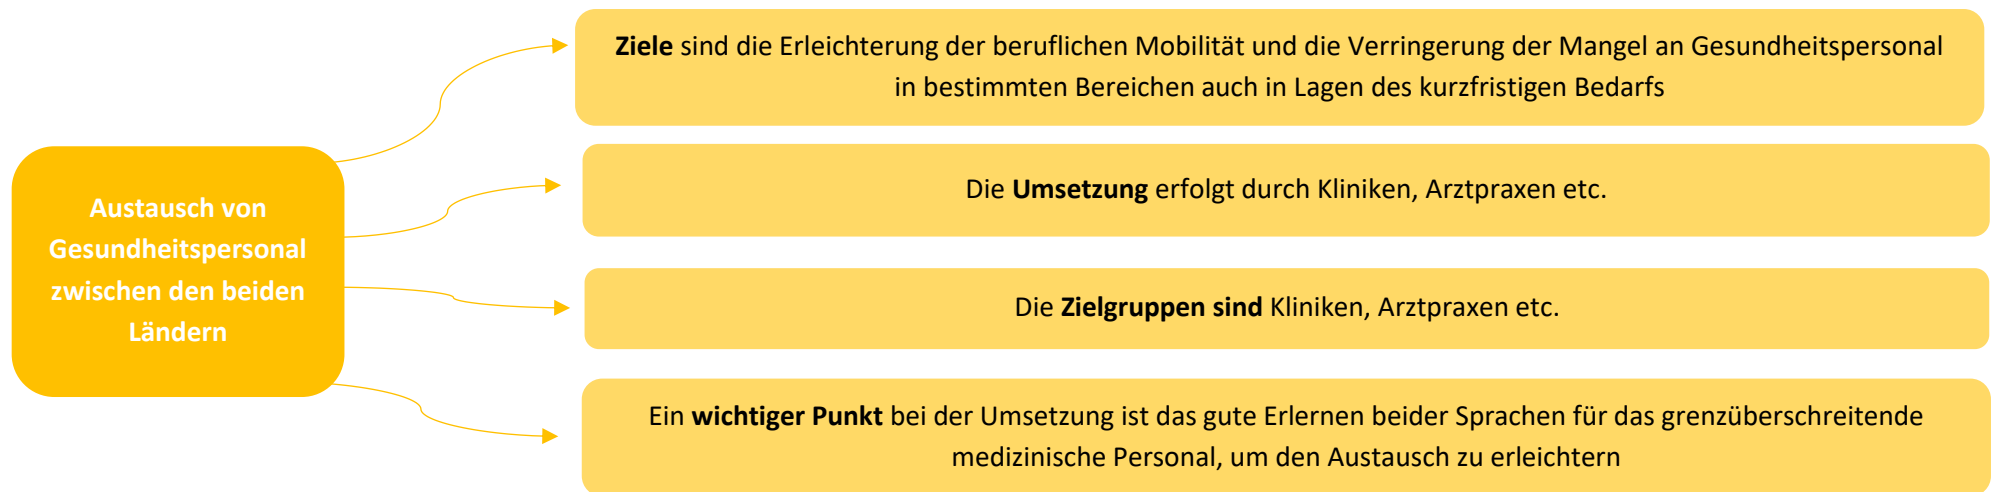 Austausch von
Gesundheitspersonal
zwischen den beiden
Ländern
Ziele sind die Erleichterung der beruflichen Mobilität und die Verringerung der Mangel an Gesundheitspersonal
in bestimmten Bereichen auch in Lagen des kurzfristigen Bedarfs
Die Umsetzung erfolgt durch Kliniken, Arztpraxen etc.
Die Zielgruppen sind Kliniken, Arztpraxen etc.
Ein wichtiger Punkt bei der Umsetzung ist das gute Erlernen beider Sprachen für das grenzüberschreitende
medizinische Personal, um den Austausch zu erleichtern